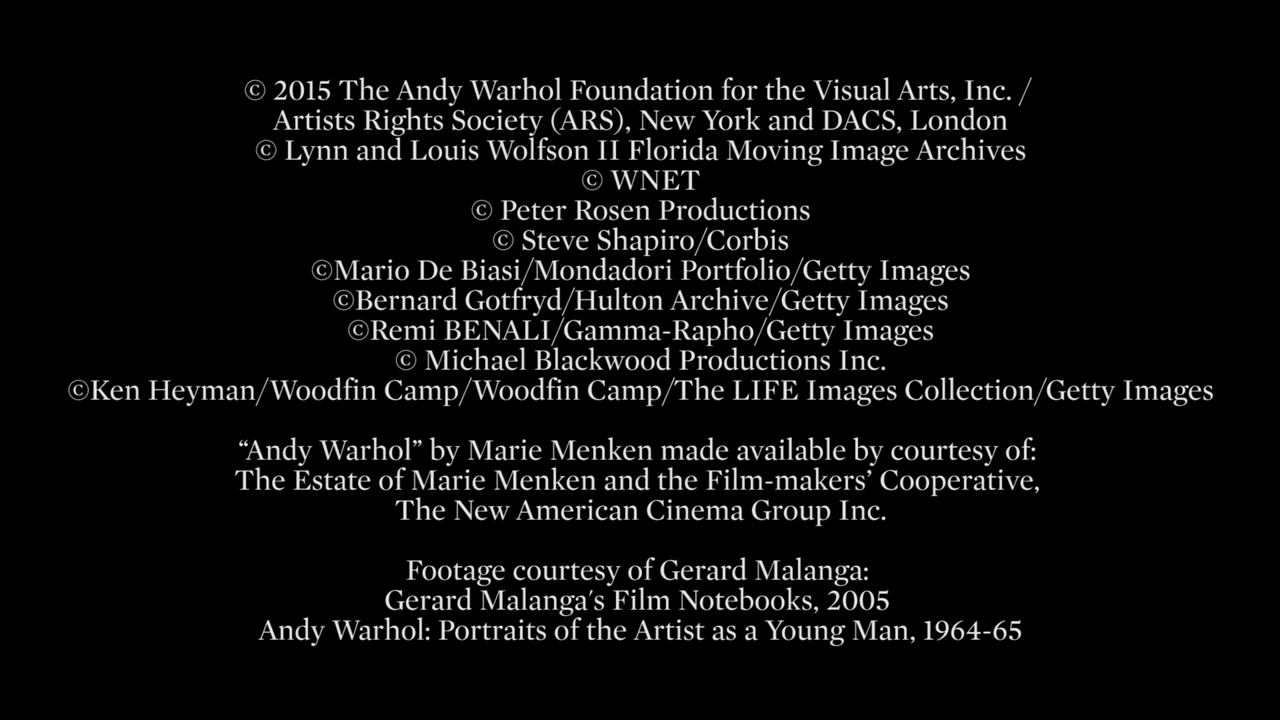 © 2015 The Andy Warhol Foundation for the Visual Arts, Inc. /
Artists Rights Society (ARS), New York and DACS, London
© Lynn and Louis Wolfson II Florida Moving Image Archives
© WNET
© Peter Rosen Productions
© Steve Shapiro/Corbis
©Mario De Biasi/Mondadori Portfolio/Getty Images
©Bernard Gotfryd/Hulton Archive/Getty Images
©Remi BENALI/Gamma-Rapho/Getty Images
© Michael Blackwood Productions Inc.
©Ken Heyman/Woodfin Camp/Woodfin Camp/The LIFE Images Collection/Getty Images
“Andy Warhol” by Marie Menken made available by courtesy of:
The Estate of Marie Menken and the Film-makers’ Cooperative,
The New American Cinema Group Inc.
Footage courtesy of Gerard Malanga:
Gerard Malanga's Film Notebooks, 2005
Andy Warhol: Portraits of the Artist as a Young Man, 1964-65